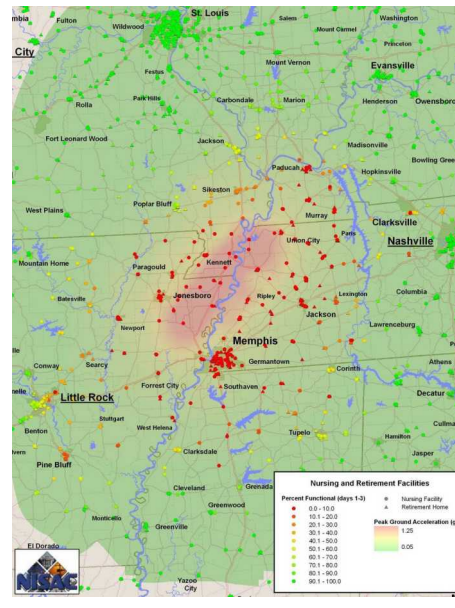 St. Louis
Fulton
Wildwood
Salem
Mount Carmel
Washington
Princeton
City
Festus
Mount Vernon
Evansville
Rolla
Park Hills
Carbondale
Marion
Henderson
Owensboro
Fort Leonard Wood
Jackson
Madisonville
Paducah
Bowling Green
Hopkinsville
Sikeston
West Plains
Poplar Bluff
Murray
Clarksville
Union City
Paris
Nashville
Mountain Home
Paragould
Kennett
Batesville
Jonesboro
Ripley
Lexington
Columbia
Newport
Jackson
Lawrenceburg
Memphis
Conway
Searcy
Germantown
Athens
Forrest City
Corinth
Southaven
Decatur
Little Rock
Benton
Stuttgart
West Helena
Tupelo
Hamilton
Cullma
Pine Bluff
Clarksdale
Jasper
Cleveland
Grenada
Monticello
Greenwood
Greenville
El Dorado
Yazoo
City
NISAC
Nursing and Retirement Facilities
Percent Functional (days 1-3)
0.0 - 10.0
10.1 - 20.0
20.1 - 30.0
30.1 - 40.0
40.1 - 50.0
50.1 - 60.0
60.1 - 70.0
70.1 - 80.0
80.1 - 90.0
90.1 - 100.0
Nursing Facility
Retirement Home
Peak Ground Acceleration (g
1.25
0.05